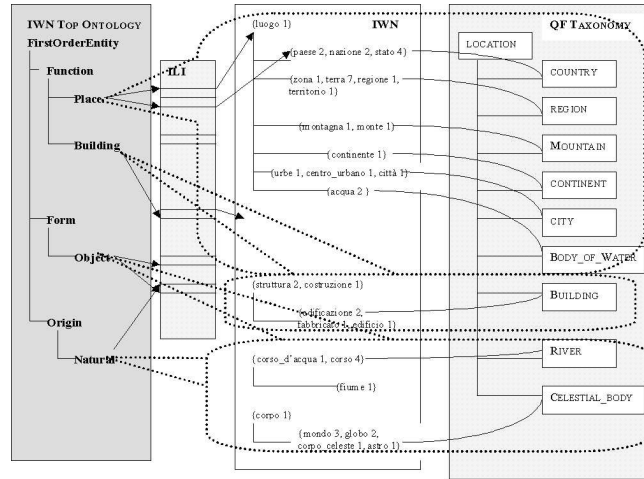 IWN TOP ONTOLOGY
FirstOrderEntity
Function
Place
Building
Form
Object
Origin
Natural
ILI
IWN
{luogo 1}
{paese 2, nazione 2, stato 4}
{zona 1, terra 7, regione 1,
territorio 1}
{montagna 1, monte 1}
{continente 1}
{urbe 1, centro_urbano 1, città 1}
{acqua 2 }
{struttura 2, costruzione 1}
{edificazione 2,
fabbricato 1, edificio 1}
{corso_d'acqua 1, corso 4}
{fiume 1}
{corpo 1}
{mondo 3, globo 2,
corpo_celeste 1, astro 1}
QF TAXONOMY
LOCATION
COUNTRY
REGION
MOUNTAIN
CONTINENT
CITY
BODY_OF_WATER
BUILDING
RIVER
CELESTIAL_BODY